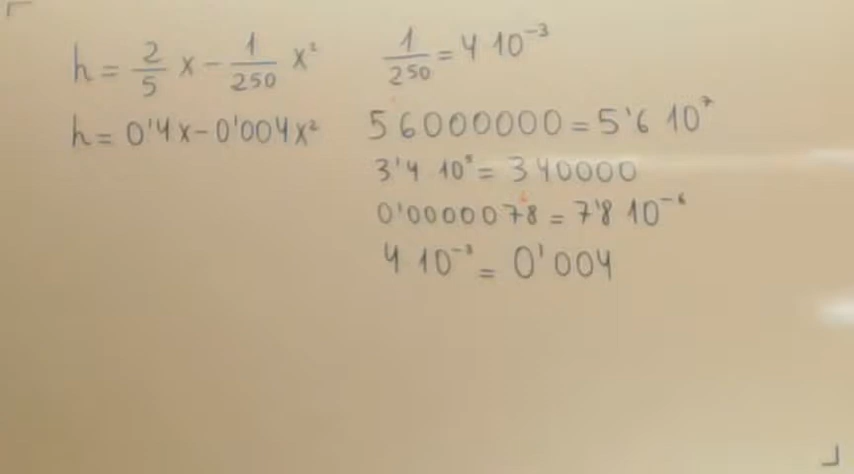 h = 2/5 x - 1/250 x²
h = 0'4x - 0'004x²
1/250 = 4 10⁻³
56000000 = 5'6 10⁷
3'4 10⁵ = 340000
0'0000078 = 7'8 10⁻⁶
4 10⁻³ = 0'004